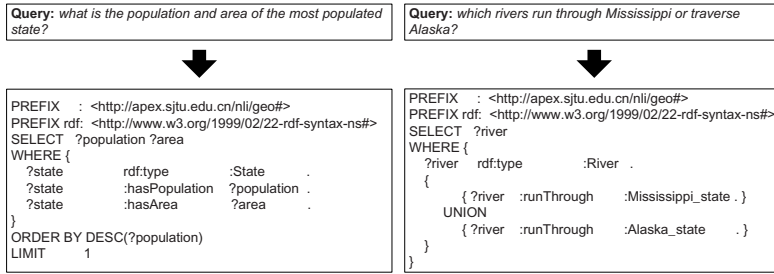 Query: what is the population and area of the most populated
state?
PREFIX : <http://apex.sjtu.edu.cn/nli/geo#>
PREFIX rdf: <http://www.w3.org/1999/02/22-rdf-syntax-ns#>
SELECT ?population ?area
WHERE {
?state rdf:type :State .
?state :hasPopulation ?population .
?state :hasArea ?area .
}
ORDER BY DESC(?population)
LIMIT 1
Query: which rivers run through Mississippi or traverse
Alaska?
PREFIX : <http://apex.sjtu.edu.cn/nli/geo#>
PREFIX rdf: <http://www.w3.org/1999/02/22-rdf-syntax-ns#>
SELECT ?river
WHERE {
?river rdf:type :River .
{
{ ?river :runThrough :Mississippi_state . }
UNION
{ ?river :runThrough :Alaska_state . }
}
}